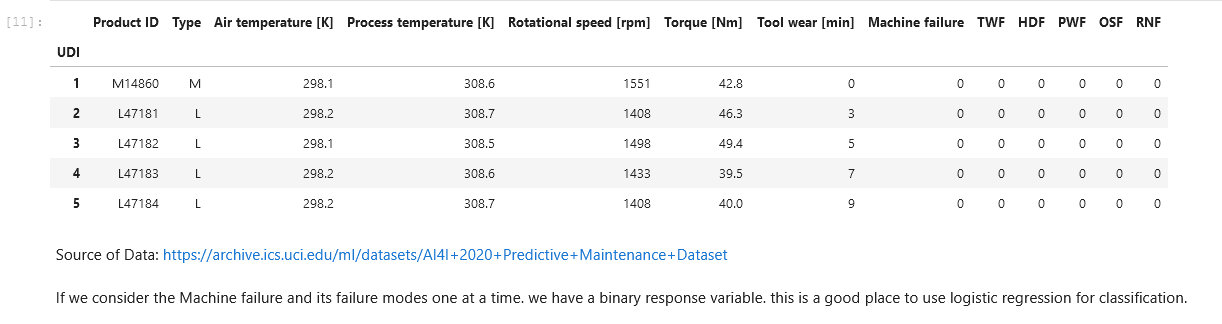 [11]: Product ID Type Air temperature [K] Process temperature [K] Rotational speed [rpm] Torque [Nm] Tool wear [min] Machine failure TWF HDF PWF OSF RNF
UDI
1 M14860 M 298.1 308.6 1551 42.8 0 0 0 0 0 0 0
2 L47181 L 298.2 308.7 1408 46.3 3 0 0 0 0 0 0
3 L47182 L 298.1 308.5 1498 49.4 5 0 0 0 0 0 0
4 L47183 L 298.2 308.6 1433 39.5 7 0 0 0 0 0 0
5 L47184 L 298.2 308.7 1408 40.0 9 0 0 0 0 0 0
Source of Data: https://archive.ics.uci.edu/ml/datasets/AI4I+2020+Predictive+Maintenance+Dataset
If we consider the Machine failure and its failure modes one at a time. we have a binary response variable. this is a good place to use logistic regression for classification.